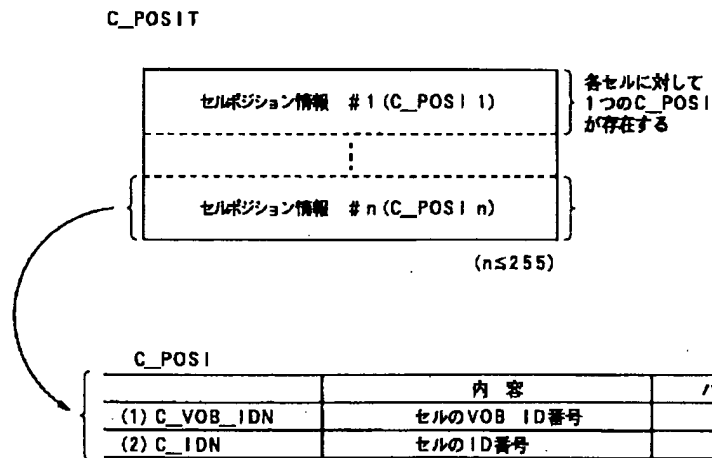 C_POSIT
セルポジション情報 #1(C_POSI 1)
各セルに対して
1つのC_POSI
が存在する
セルポジション情報 #n(C_POSI n)
(n≤255)
C_POSI
内 容
(1) C_VOB_IDN セルのVOB ID番号
(2) C_IDN セルのID番号